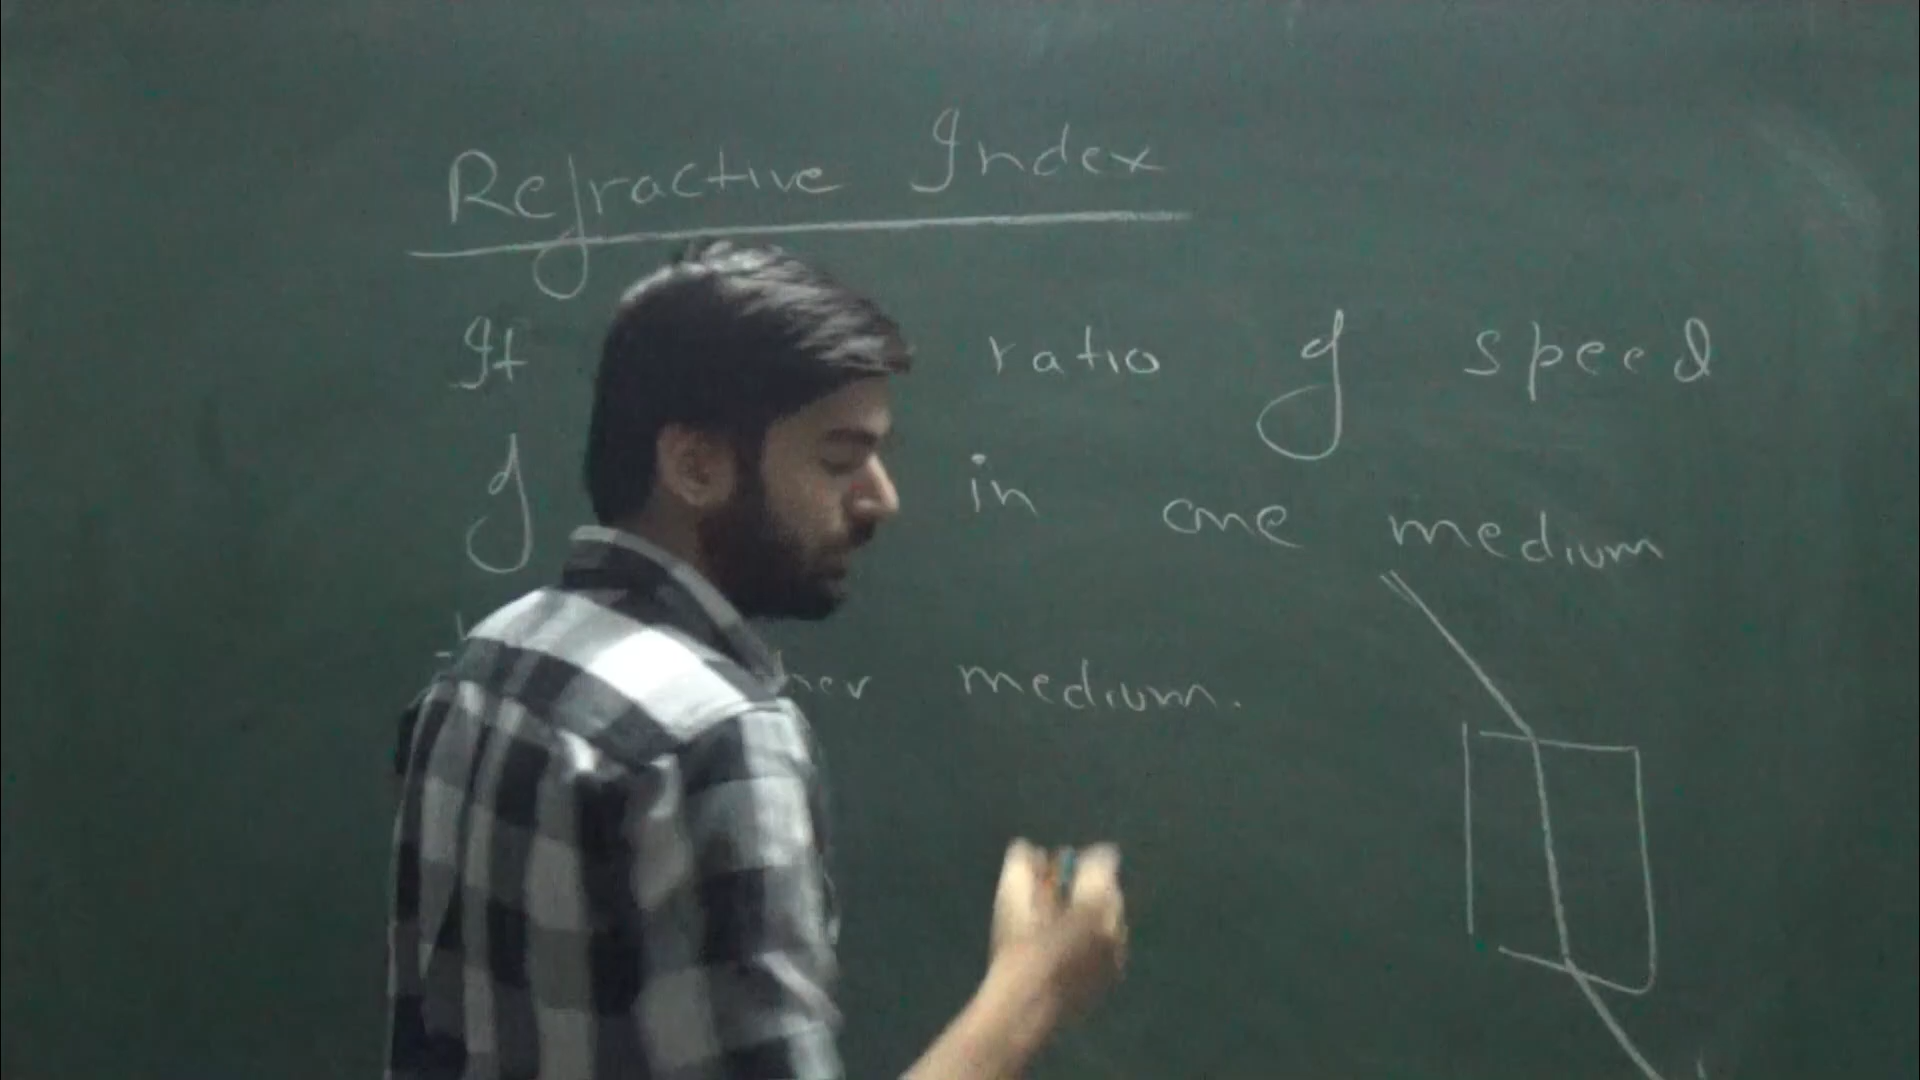 Refractive Index
It ratio of speed
of in one medium
medium.